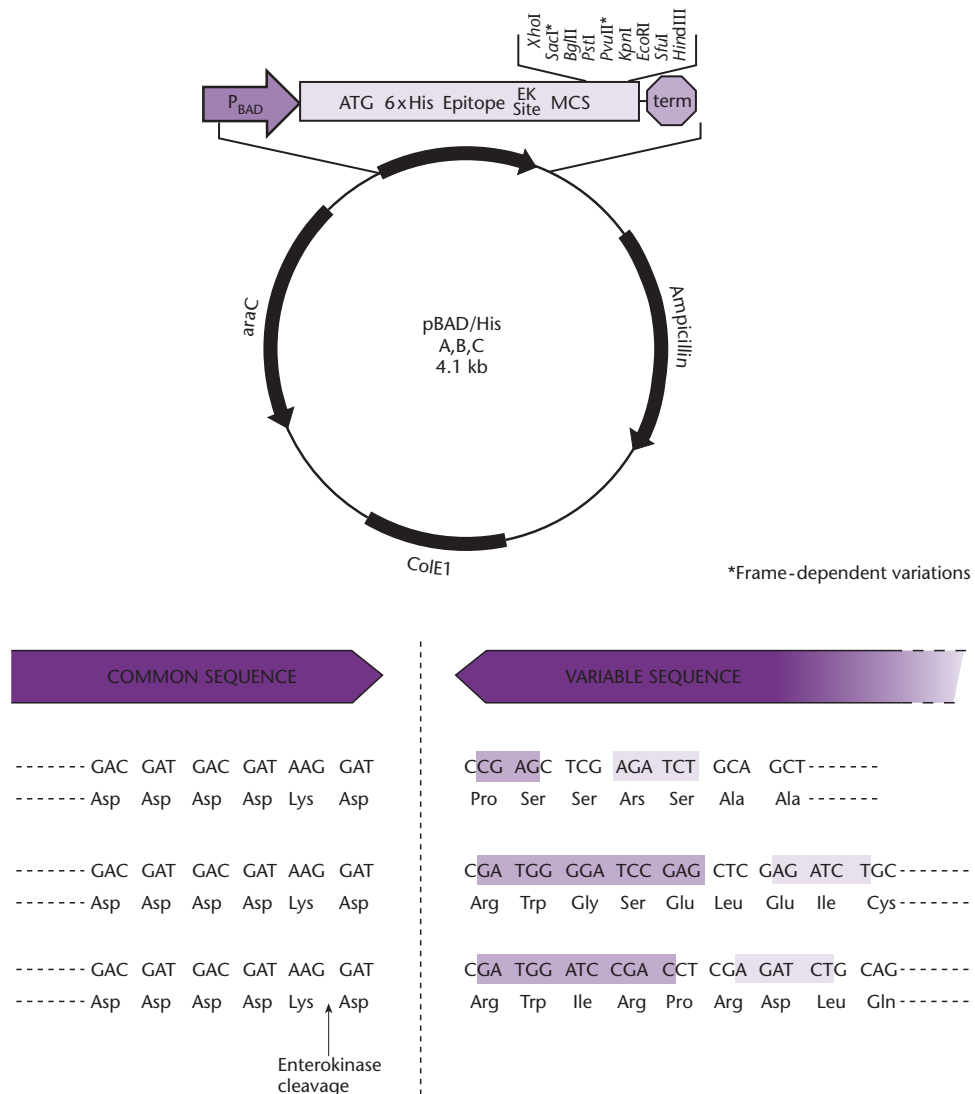 XhoI
SacI*
BglII
PstI
PvuII*
KpnI
EcoRI
SfuI
HindIII
P BAD
ATG 6xHis Epitope EK Site MCS
term
araC
Ampicillin
pBAD/His
A,B,C
4.1 kb
ColE1
*Frame-dependent variations
COMMON SEQUENCE
VARIABLE SEQUENCE
------- GAC GAT GAC GAT AAG GAT CCG AGC TCG AGA TCT GCA GCT -------
------- Asp Asp Asp Asp Lys Asp Pro Ser Ser Ars Ser Ala Ala -------
------- GAC GAT GAC GAT AAG GAT CGA TGG GGA TCC GAG CTC GAG ATC TGC -------
------- Asp Asp Asp Asp Lys Asp Arg Trp Gly Ser Glu Leu Glu Ile Cys -------
------- GAC GAT GAC GAT AAG GAT CGA TGG ATC CGA CCT CGA GAT CTG CAG -------
------- Asp Asp Asp Asp Lys Asp Arg Trp Ile Arg Pro Arg Asp Leu Gln -------
Enterokinase
cleavage